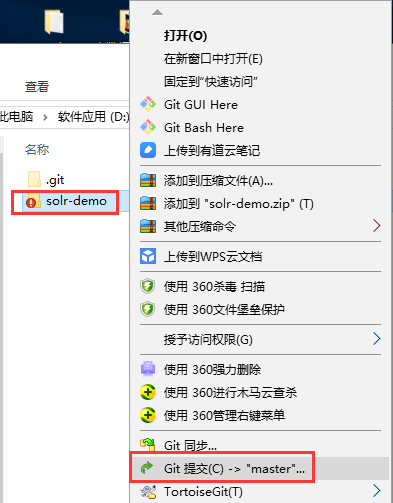 打开(O)
在新窗口中打开(E)
查看
固定到"快速访问"
Git GUI Here
此电脑 软件应用 (D:)
Git Bash Here
名称
上传到有道云笔记
.git
添加到压缩文件(A)...
solr-demo
添加到 "solr-demo.zip" (T)
其他压缩命令
上传到WPS云文档
使用 360杀毒 扫描
使用 360文件堡垒保护
授予访问权限(G)
使用 360强力删除
使用 360进行木马云查杀
使用 360管理右键菜单
Git 同步...
Git 提交(C) -> "master"...
TortoiseGit(T)